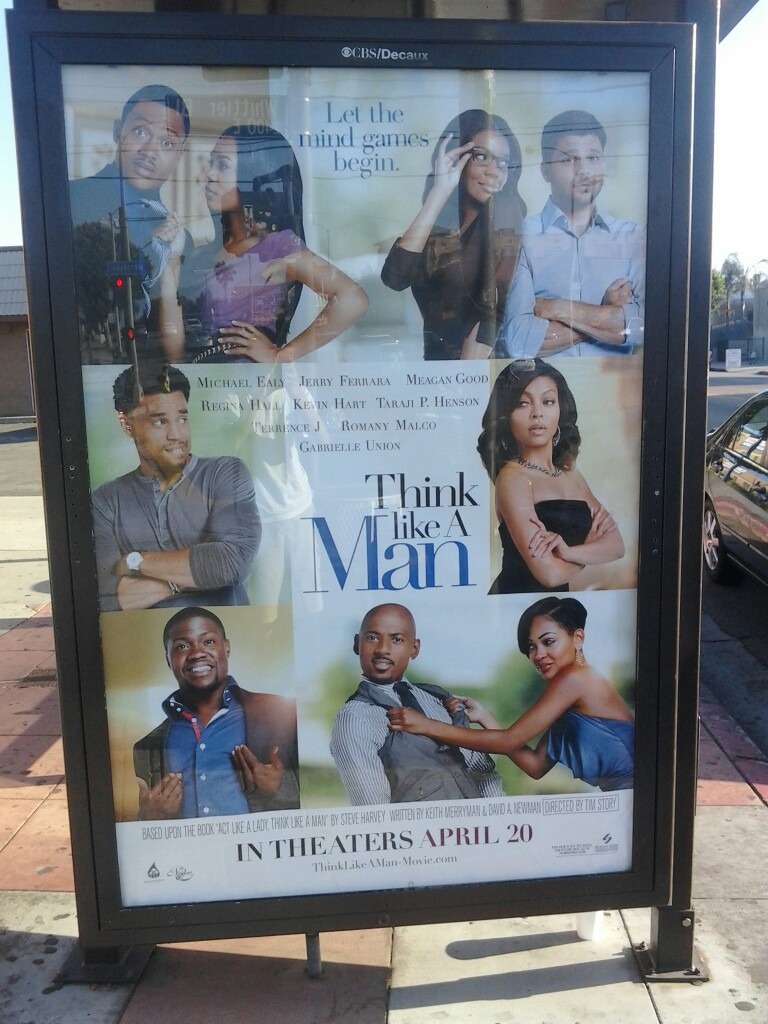 CBS/Decaux
Let the
mind games
begin.
MICHAEL EALY JERRY FERRARA MEAGAN GOOD
REGINA HALL KEVIN HART TARAJI P. HENSON
TERRENCE J ROMANY MALCO
GABRIELLE UNION
Think
like A
Man
BASED UPON THE BOOK "ACT LIKE A LADY, THINK LIKE A MAN" BY STEVE HARVEY WRITTEN BY KEITH MERRYMAN & DAVID A. NEWMAN DIRECTED BY TIM STORY
IN THEATERS APRIL 20
ThinkLikeAMan-Movie.com